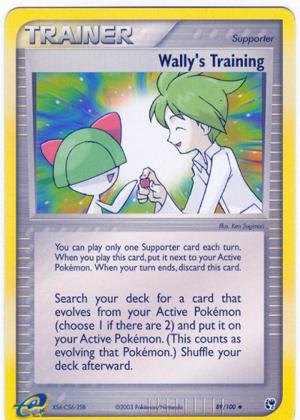 TRAINER
Supporter
Wally's Training
Illus. Ken Sugimori
You can play only one Supporter card each turn.
When you play this card, put it next to your Active
Pokémon. When your turn ends, discard this card.
Search your deck for a card that
evolves from your Active Pokémon
(choose 1 if there are 2) and put it on
your Active Pokémon. (This counts as
evolving that Pokémon.) Shuffle your
deck afterward.
e
©2003 Pokémon/Nintendo
89/100